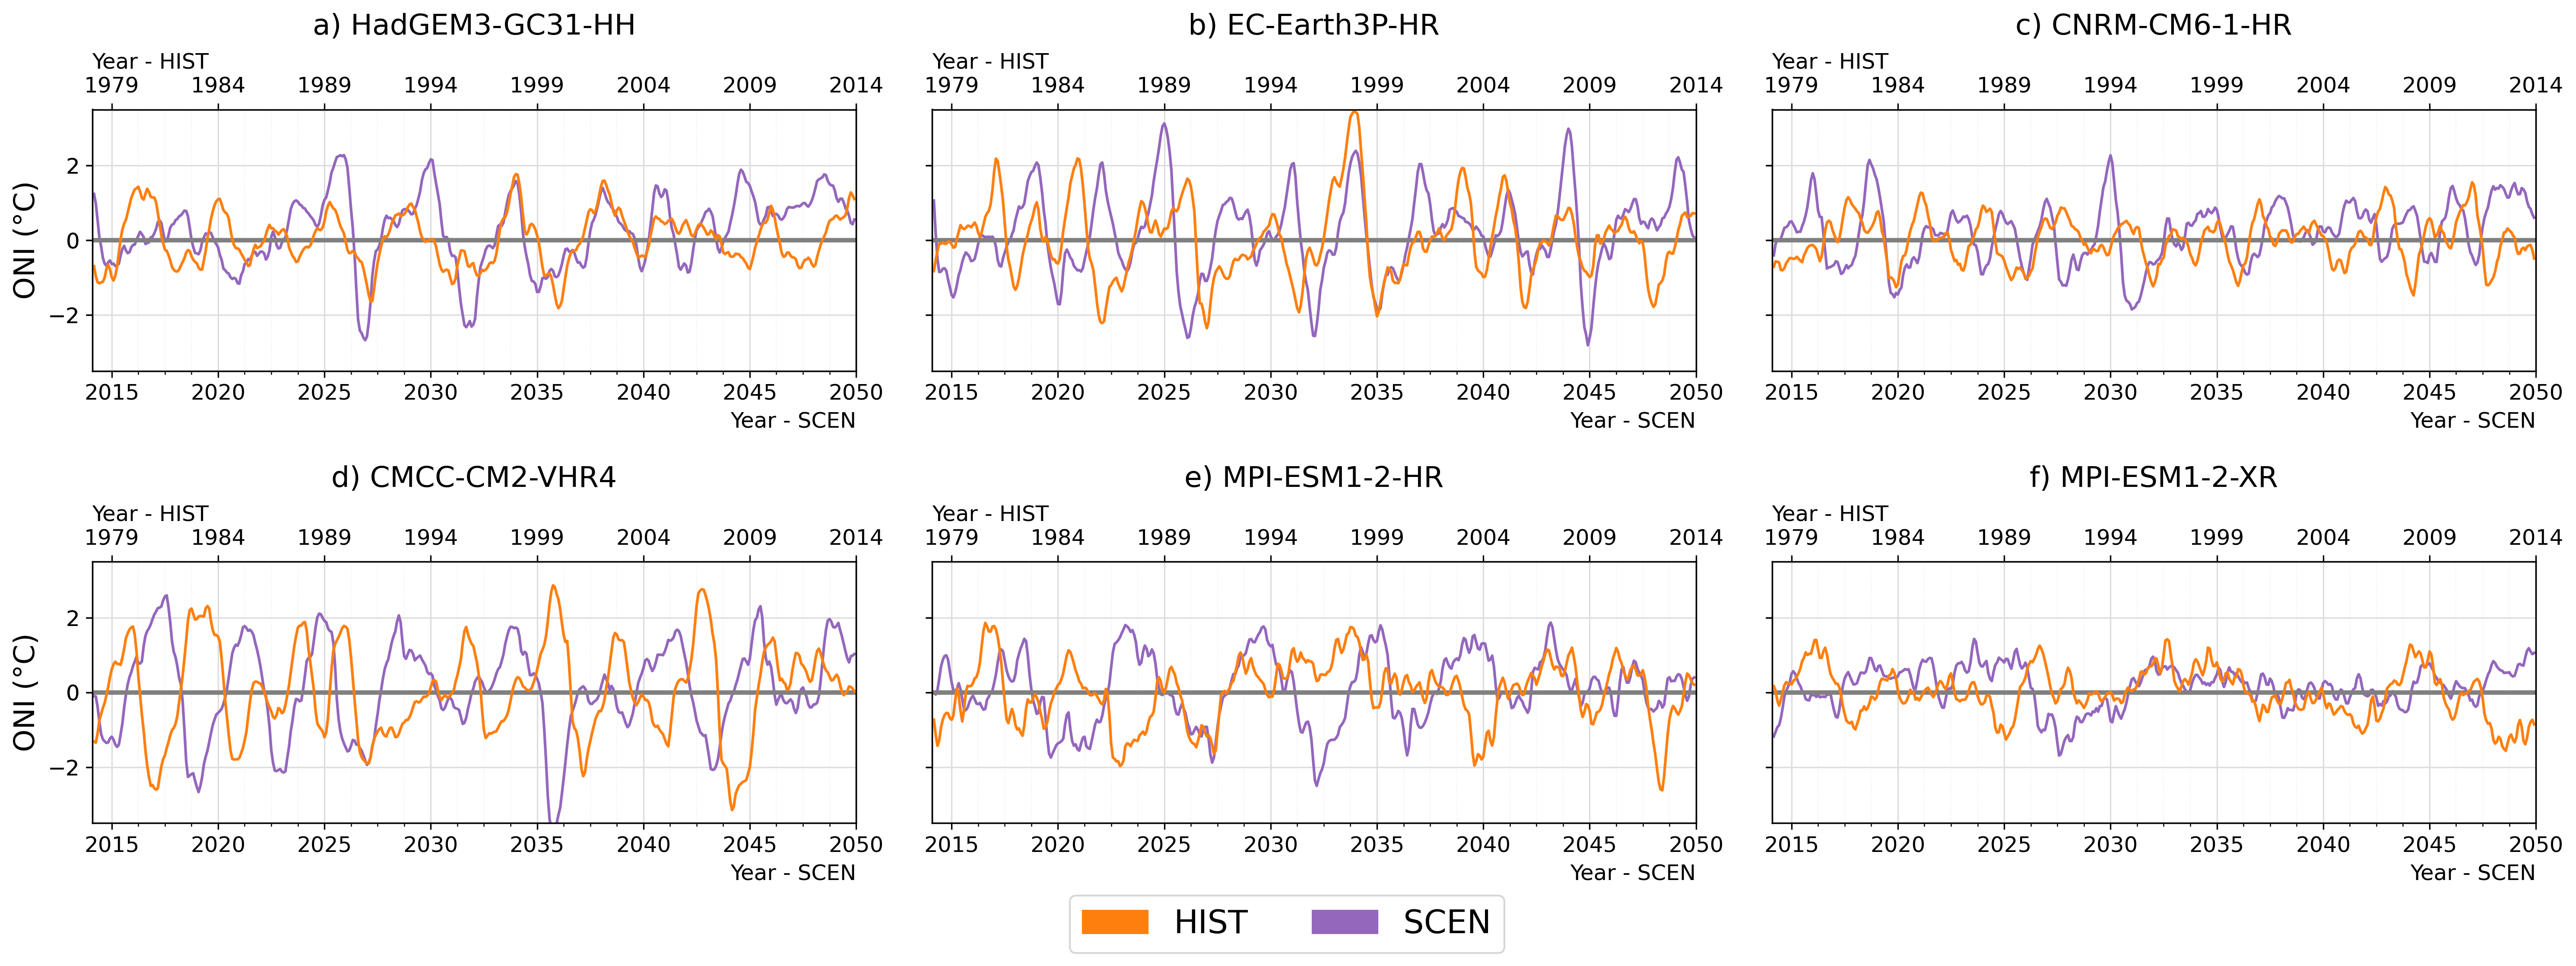 a) HadGEM3-GC31-HH
b) EC-Earth3P-HR
c) CNRM-CM6-1-HR
Year - HIST
Year - HIST
Year - HIST
1979 1984 1989 1994 1999 2004 2009 2014
1979 1984 1989 1994 1999 2004 2009 2014
1979 1984 1989 1994 1999 2004 2009 2014
ONI (°C)
2
0
−2
2015 2020 2025 2030 2035 2040 2045 2050
2015 2020 2025 2030 2035 2040 2045 2050
2015 2020 2025 2030 2035 2040 2045 2050
Year - SCEN
Year - SCEN
Year - SCEN
d) CMCC-CM2-VHR4
e) MPI-ESM1-2-HR
f) MPI-ESM1-2-XR
Year - HIST
Year - HIST
Year - HIST
1979 1984 1989 1994 1999 2004 2009 2014
1979 1984 1989 1994 1999 2004 2009 2014
1979 1984 1989 1994 1999 2004 2009 2014
ONI (°C)
2
0
−2
2015 2020 2025 2030 2035 2040 2045 2050
2015 2020 2025 2030 2035 2040 2045 2050
2015 2020 2025 2030 2035 2040 2045 2050
Year - SCEN
Year - SCEN
Year - SCEN
HIST SCEN